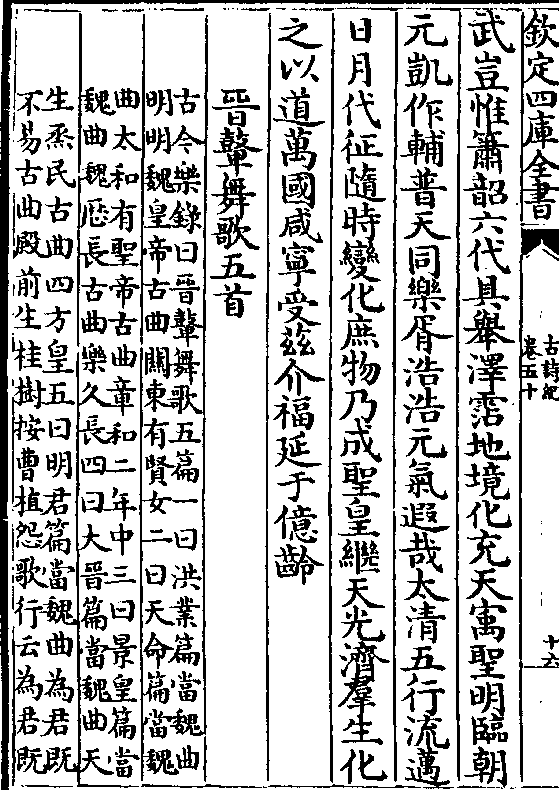 欽定四庫全書
古詩紀
卷五十
十六
武豈惟簫韶六代具舉澤霑地境化充天寓聖明臨朝
元凱作輔普天同樂胥浩浩元氣遐哉太清五行流邁
日月代征隨時變化庶物乃成聖皇繼天光濟羣生化
之以道萬國咸寧受茲介福延于億齡
晉鼙舞歌五首
古今樂錄曰晉鼙舞歌五篇一曰洪業篇當魏曲
明明魏皇帝古曲關東有賢女二曰天命篇當魏
曲太和有聖帝古曲章和二年中三曰景皇篇當
魏曲魏厯長古曲樂久長四曰大晉篇當魏曲天
生烝民古曲四方皇五曰明君篇當魏曲為君既
不易古曲殿前生桂樹按曹植怨歌行云為君既